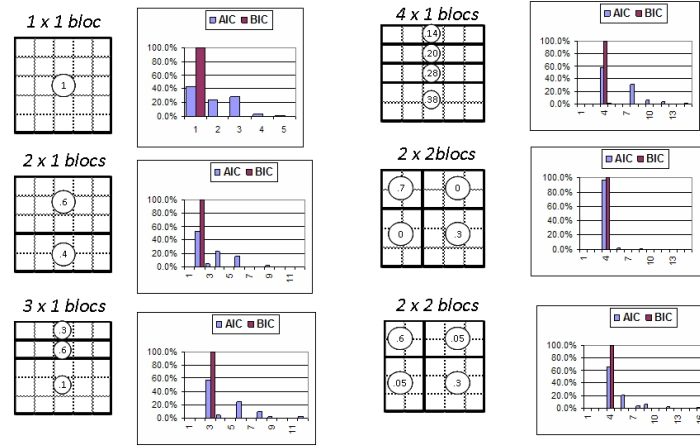 1 x 1 bloc
1
AIC BIC
100.0%
80.0%
60.0%
40.0%
20.0%
0.0%
1 2 3 4 5
2 x 1 blocs
.6
.4
AIC BIC
100.0%
80.0%
60.0%
40.0%
20.0%
0.0%
1 3 5 7 9 11
3 x 1 blocs
.3
.6
.1
AIC BIC
100.0%
80.0%
60.0%
40.0%
20.0%
0.0%
1 3 5 7 9 11
4 x 1 blocs
14
20
28
38
AIC BIC
100.0%
80.0%
60.0%
40.0%
20.0%
0.0%
1 4 7 10 13
2 x 2blocs
.7 0
0 .3
AIC BIC
100.0%
80.0%
60.0%
40.0%
20.0%
0.0%
1 4 7 10 13
2 x 2 blocs
.6 .05
.05 .3
AIC BIC
100.0%
80.0%
60.0%
40.0%
20.0%
0.0%
1 4 7 10 13 16